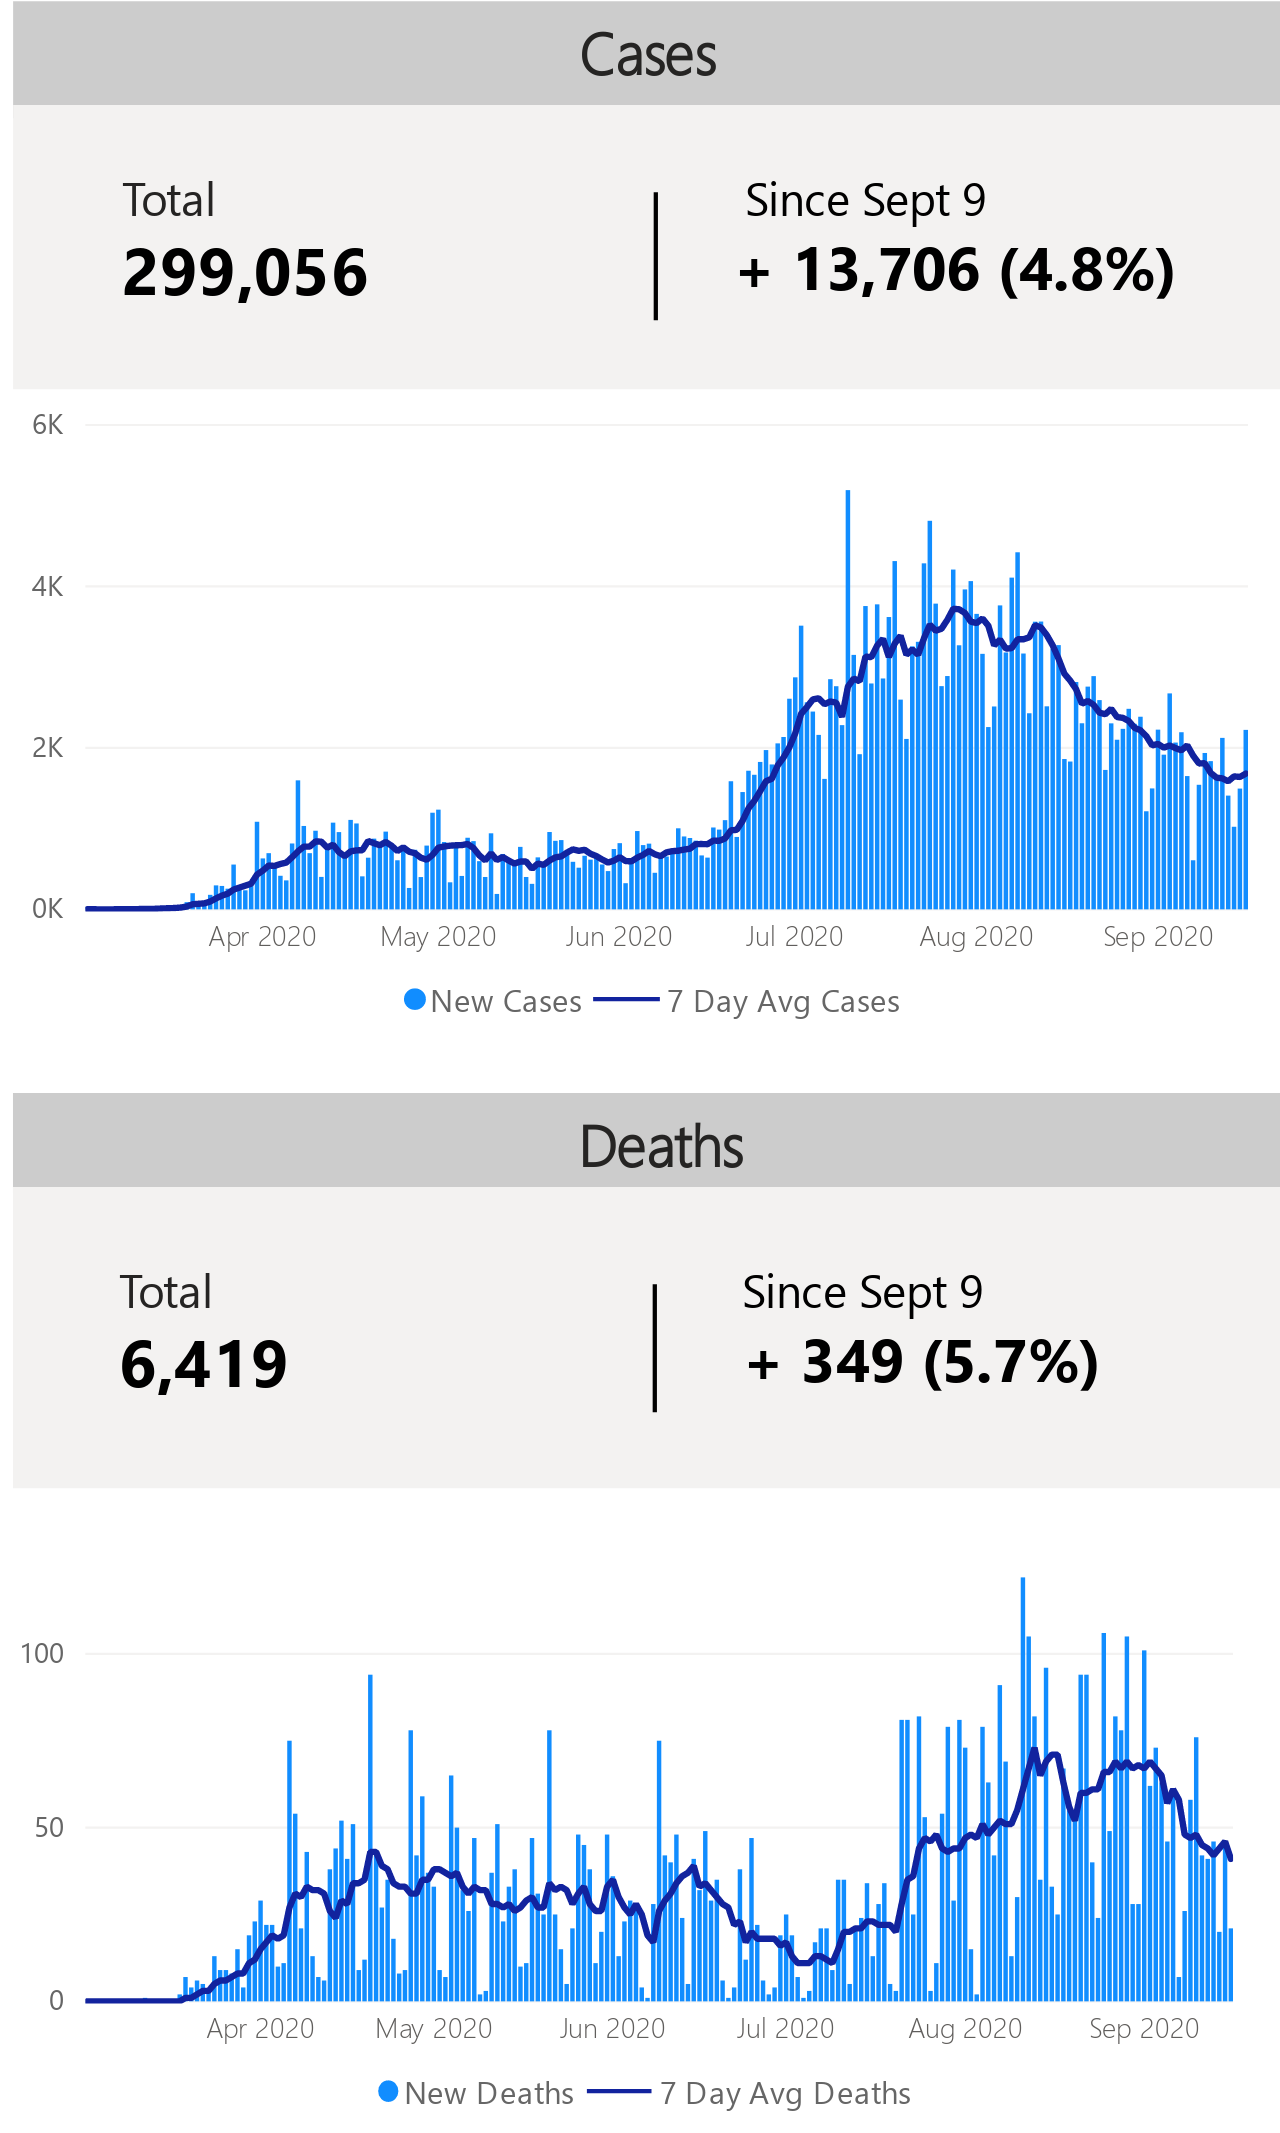 Cases
Total
Since Sept 9
299,056
+ 13,706 (4.8%)
6K
4K
2K
0K
Apr 2020 May 2020 Jun 2020 Jul 2020 Aug 2020 Sep 2020
New Cases 7 Day Avg Cases
Deaths
Total
Since Sept 9
6,419
+ 349 (5.7%)
100
50
0
Apr 2020 May 2020 Jun 2020 Jul 2020 Aug 2020 Sep 2020
New Deaths 7 Day Avg Deaths